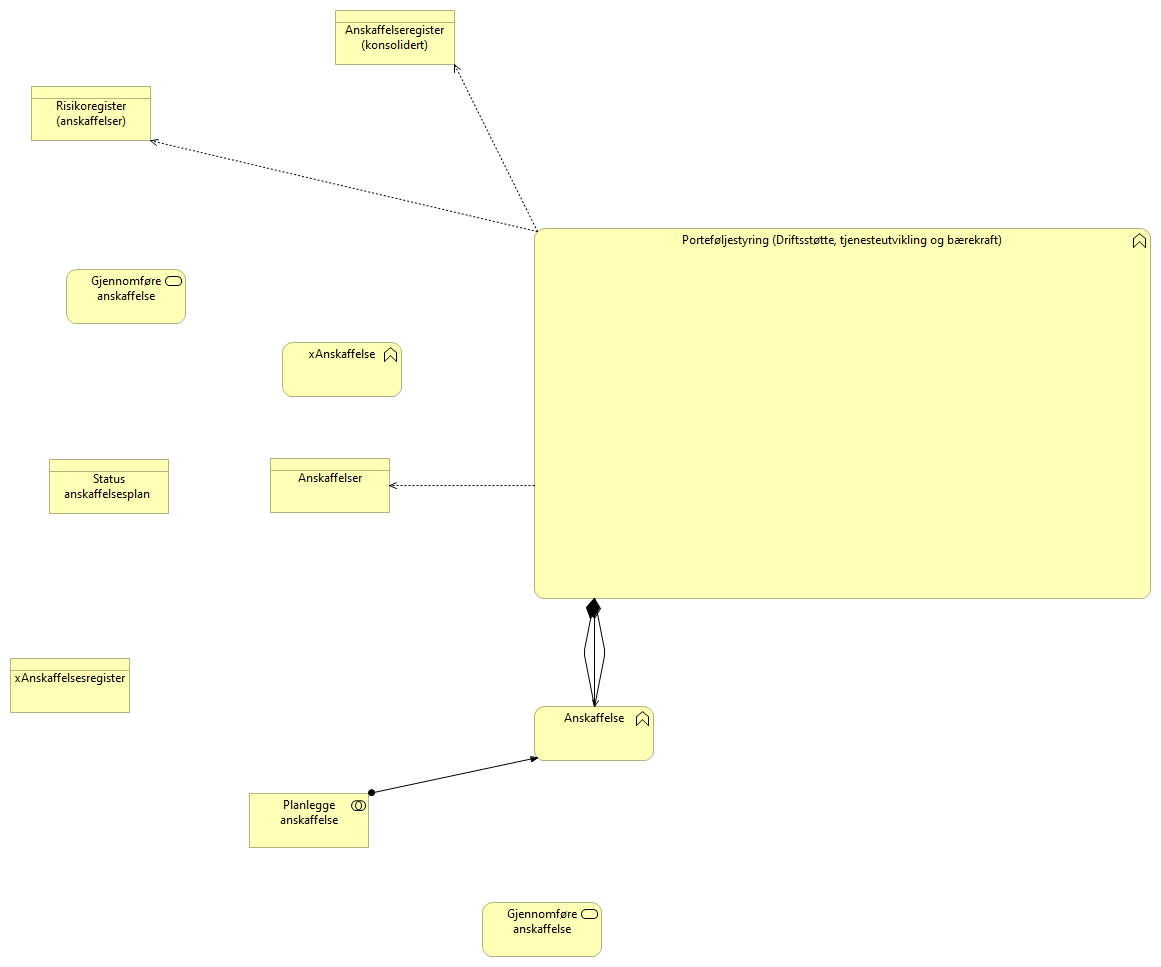 Anskaffelseregister
(konsolidert)
Risikoregister
(anskaffelser)
Porteføljestyring (Driftsstøtte, tjenesteutvikling og bærekraft)
Gjennomføre
anskaffelse
xAnskaffelse
Status
anskaffelsesplan
Anskaffelser
xAnskaffelsesregister
Anskaffelse
Planlegge
anskaffelse
Gjennomføre
anskaffelse